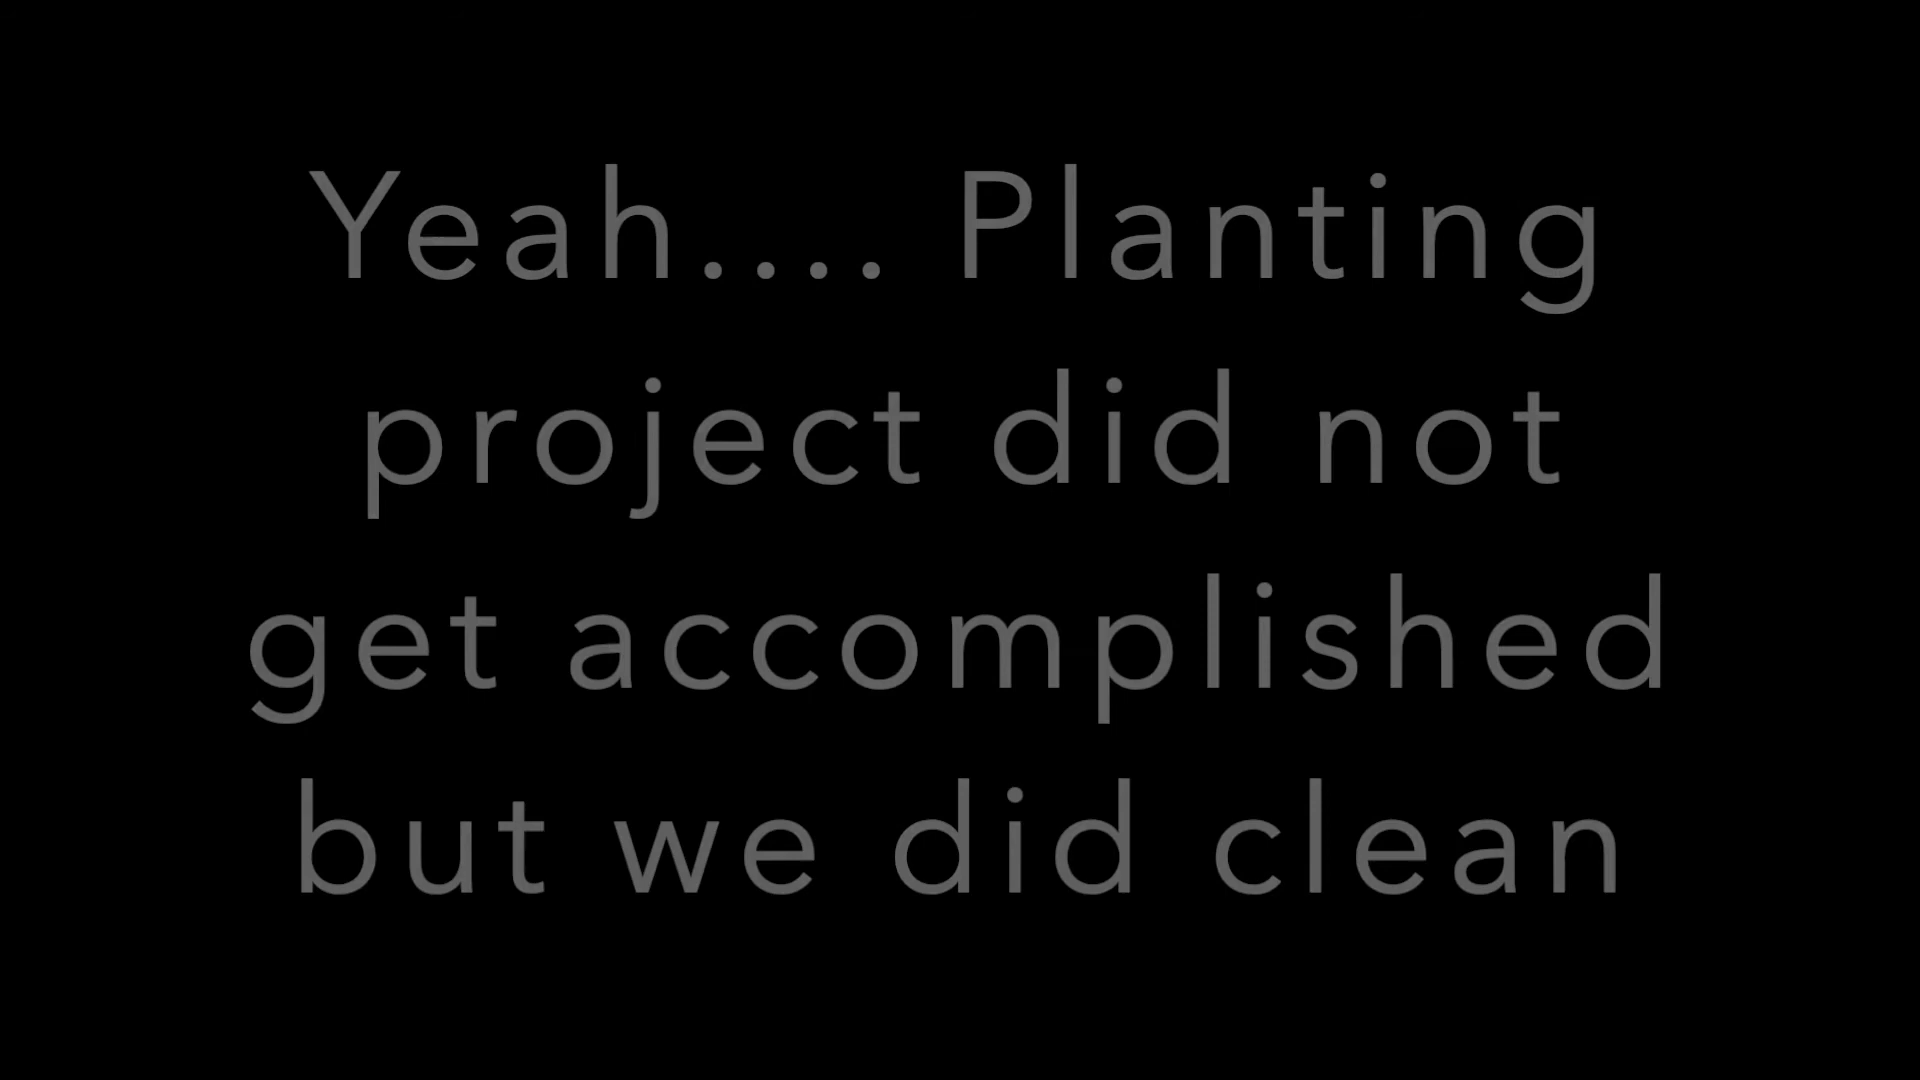 Yeah.... Planting
project did not
get accomplished
but we did clean